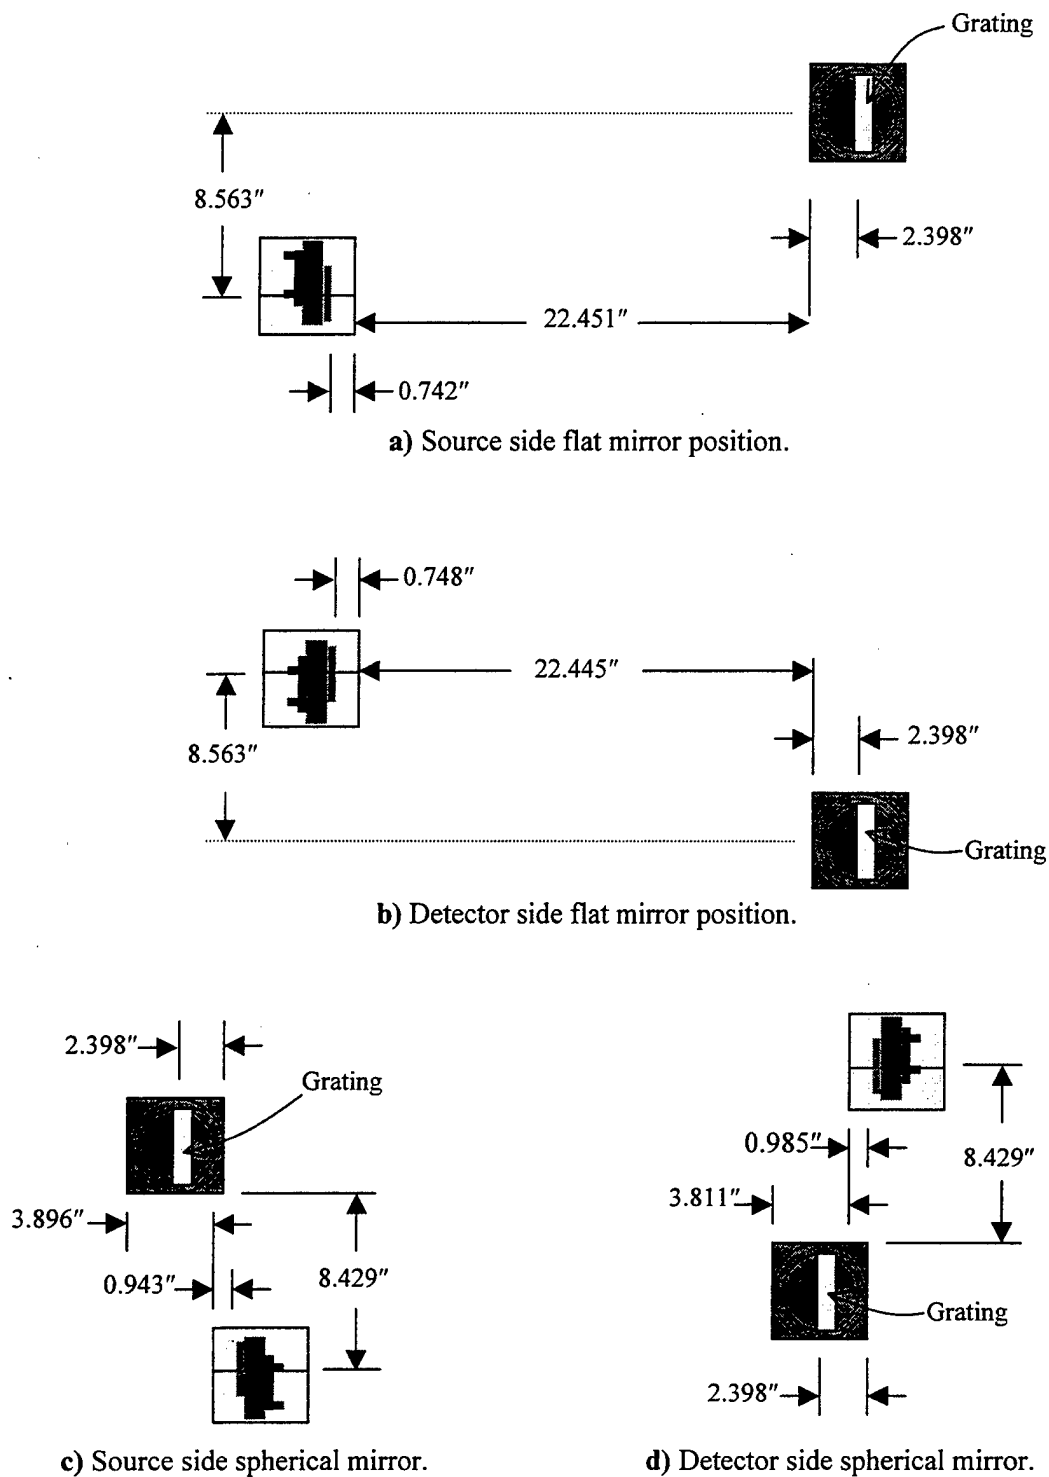 Grating
8.563″
2.398″
22.451″
0.742″
a) Source side flat mirror position.
0.748″
22.445″
8.563″
2.398″
Grating
b) Detector side flat mirror position.
2.398″
Grating
3.896″
0.943″
8.429″
c) Source side spherical mirror.
0.985″
8.429″
3.811″
Grating
2.398″
d) Detector side spherical mirror.